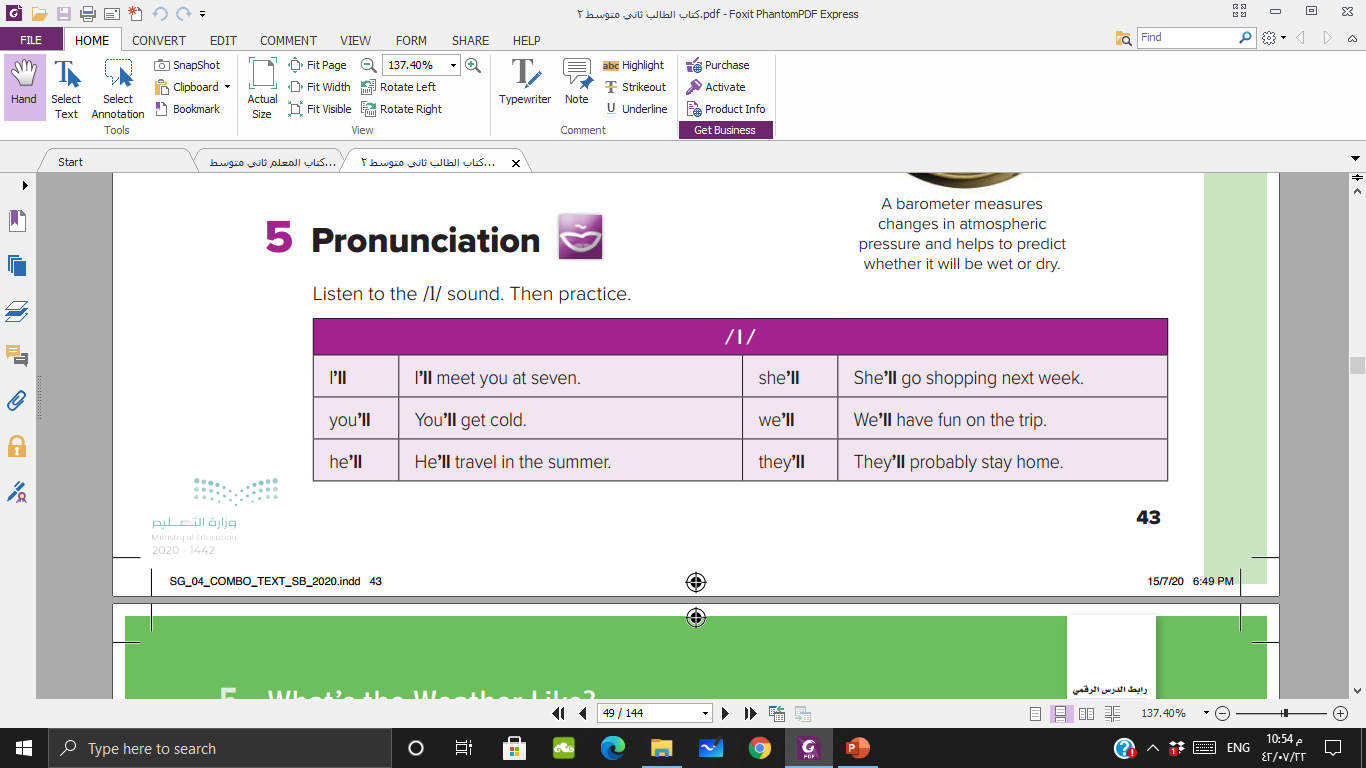 كتاب الطالب ثاني متوسط ٢.pdf - Foxit PhantomPDF Express
FILE HOME CONVERT EDIT COMMENT VIEW FORM SHARE HELP Find
Hand
Select Text
Select Annotation
SnapShot
Clipboard
Bookmark
Tools
Actual Size
Fit Page
Fit Width
Fit Visible
137.40%
Rotate Left
Rotate Right
View
Typewriter
Note
abc Highlight
T Strikeout
U Underline
Comment
Purchase
Activate
Product Info
Get Business
Start
كتاب المعلم ثاني متوسط...
كتاب الطالب ثاني متوسط ٢...
A barometer measures
changes in atmospheric
pressure and helps to predict
whether it will be wet or dry.
5 Pronunciation
Listen to the /l/ sound. Then practice.
/l/
I'll I'll meet you at seven. she'll She'll go shopping next week.
you'll You'll get cold. we'll We'll have fun on the trip.
he'll He'll travel in the summer. they'll They'll probably stay home.
وزارة التعـــليم
Ministry of Education
2020 - 1442
43
SG_04_COMBO_TEXT_SB_2020.indd 43
15/7/20 6:49 PM
5 What's the Weather Like?
رابط الدرس الرقمي
49 / 144
137.40%
Type here to search
ENG
م 10:54
٤٢/٠٧/٢٢